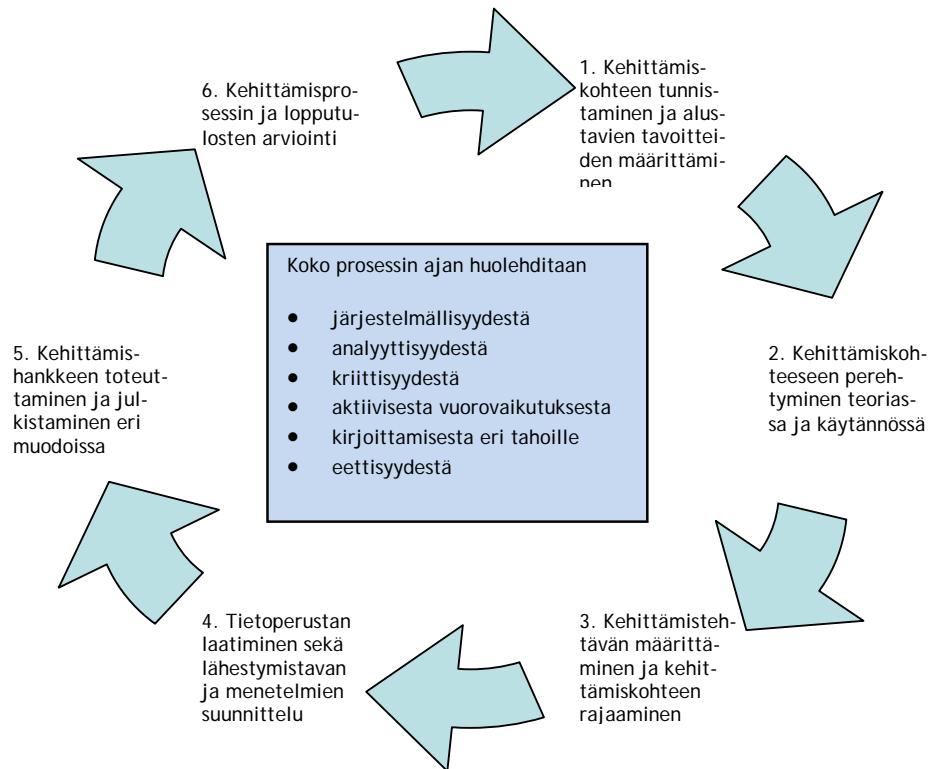 1. Kehittämis-
kohteen tunnis-
taminen ja alus-
tavien tavoittei-
den määrittämi-
nen
2. Kehittämiskoh-
teeseen pereh-
tyminen teorias-
sa ja käytännössä
3. Kehittämisteh-
tävän määrittä-
minen ja kehit-
tämiskohteen
rajaaminen
4. Tietoperustan
laatiminen sekä
lähestymistavan
ja menetelmien
suunnittelu
5. Kehittämis-
hankkeen toteut-
taminen ja jul-
kistaminen eri
muodoissa
6. Kehittämispro-
sessin ja lopputu-
losten arviointi
Koko prosessin ajan huolehditaan
• järjestelmällisyydestä
• analyyttisyydestä
• kriittisyydestä
• aktiivisesta vuorovaikutuksesta
• kirjoittamisesta eri tahoille
• eettisyydestä